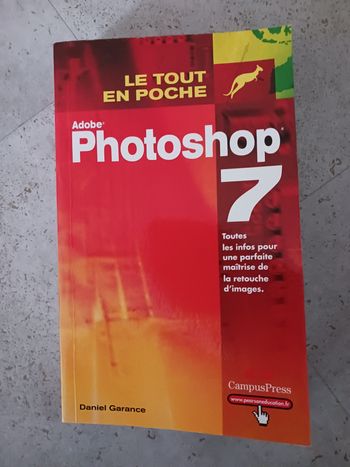 LE TOUT
EN POCHE
Adobe®
Photoshop®
7
Toutes
les infos pour
une parfaite
maîtrise de
la retouche
d'images.
CampusPress
www.pearsoneducation.fr
Daniel Garance